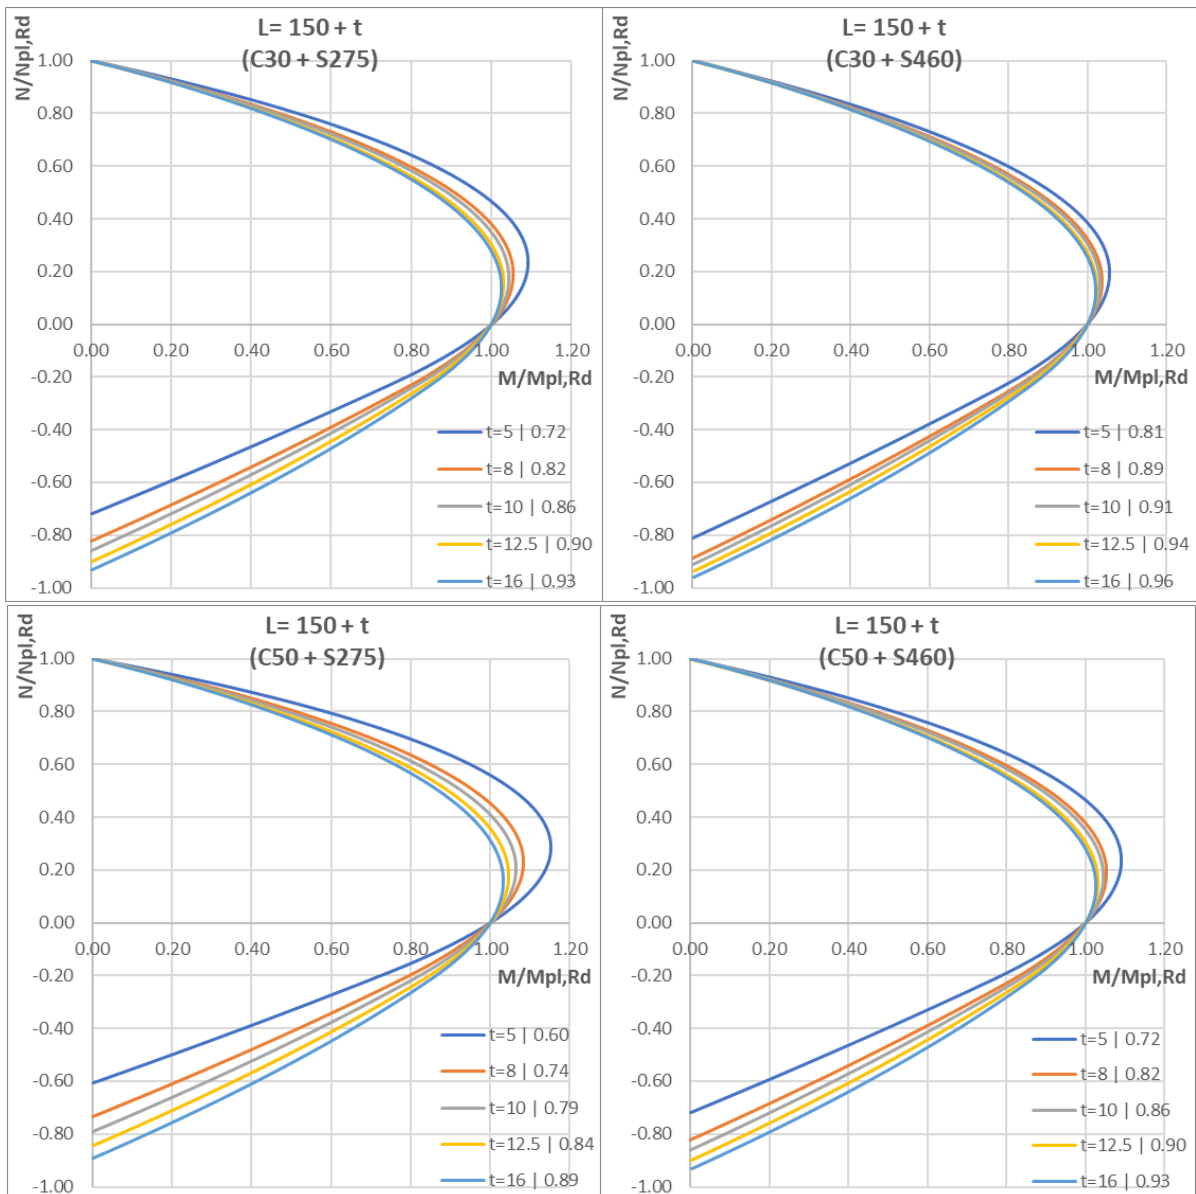 L= 150 + t
(C30 + S275)
N/Npl,Rd
1.00
0.80
0.60
0.40
0.20
0.00
0.00 0.20 0.40 0.60 0.80 1.00 1.20
-0.20
M/Mpl,Rd
-0.40
-0.60
-0.80
-1.00
t=5 | 0.72
t=8 | 0.82
t=10 | 0.86
t=12.5 | 0.90
t=16 | 0.93
L= 150 + t
(C30 + S460)
N/Npl,Rd
1.00
0.80
0.60
0.40
0.20
0.00
0.00 0.20 0.40 0.60 0.80 1.00 1.20
-0.20
M/Mpl,Rd
-0.40
-0.60
-0.80
-1.00
t=5 | 0.81
t=8 | 0.89
t=10 | 0.91
t=12.5 | 0.94
t=16 | 0.96
L= 150 + t
(C50 + S275)
N/Npl,Rd
1.00
0.80
0.60
0.40
0.20
0.00
0.00 0.20 0.40 0.60 0.80 1.00 1.20
-0.20
M/Mpl,Rd
-0.40
-0.60
-0.80
-1.00
t=5 | 0.60
t=8 | 0.74
t=10 | 0.79
t=12.5 | 0.84
t=16 | 0.89
L= 150 + t
(C50 + S460)
N/Npl,Rd
1.00
0.80
0.60
0.40
0.20
0.00
0.00 0.20 0.40 0.60 0.80 1.00 1.20
-0.20
M/Mpl,Rd
-0.40
-0.60
-0.80
-1.00
t=5 | 0.72
t=8 | 0.82
t=10 | 0.86
t=12.5 | 0.90
t=16 | 0.93